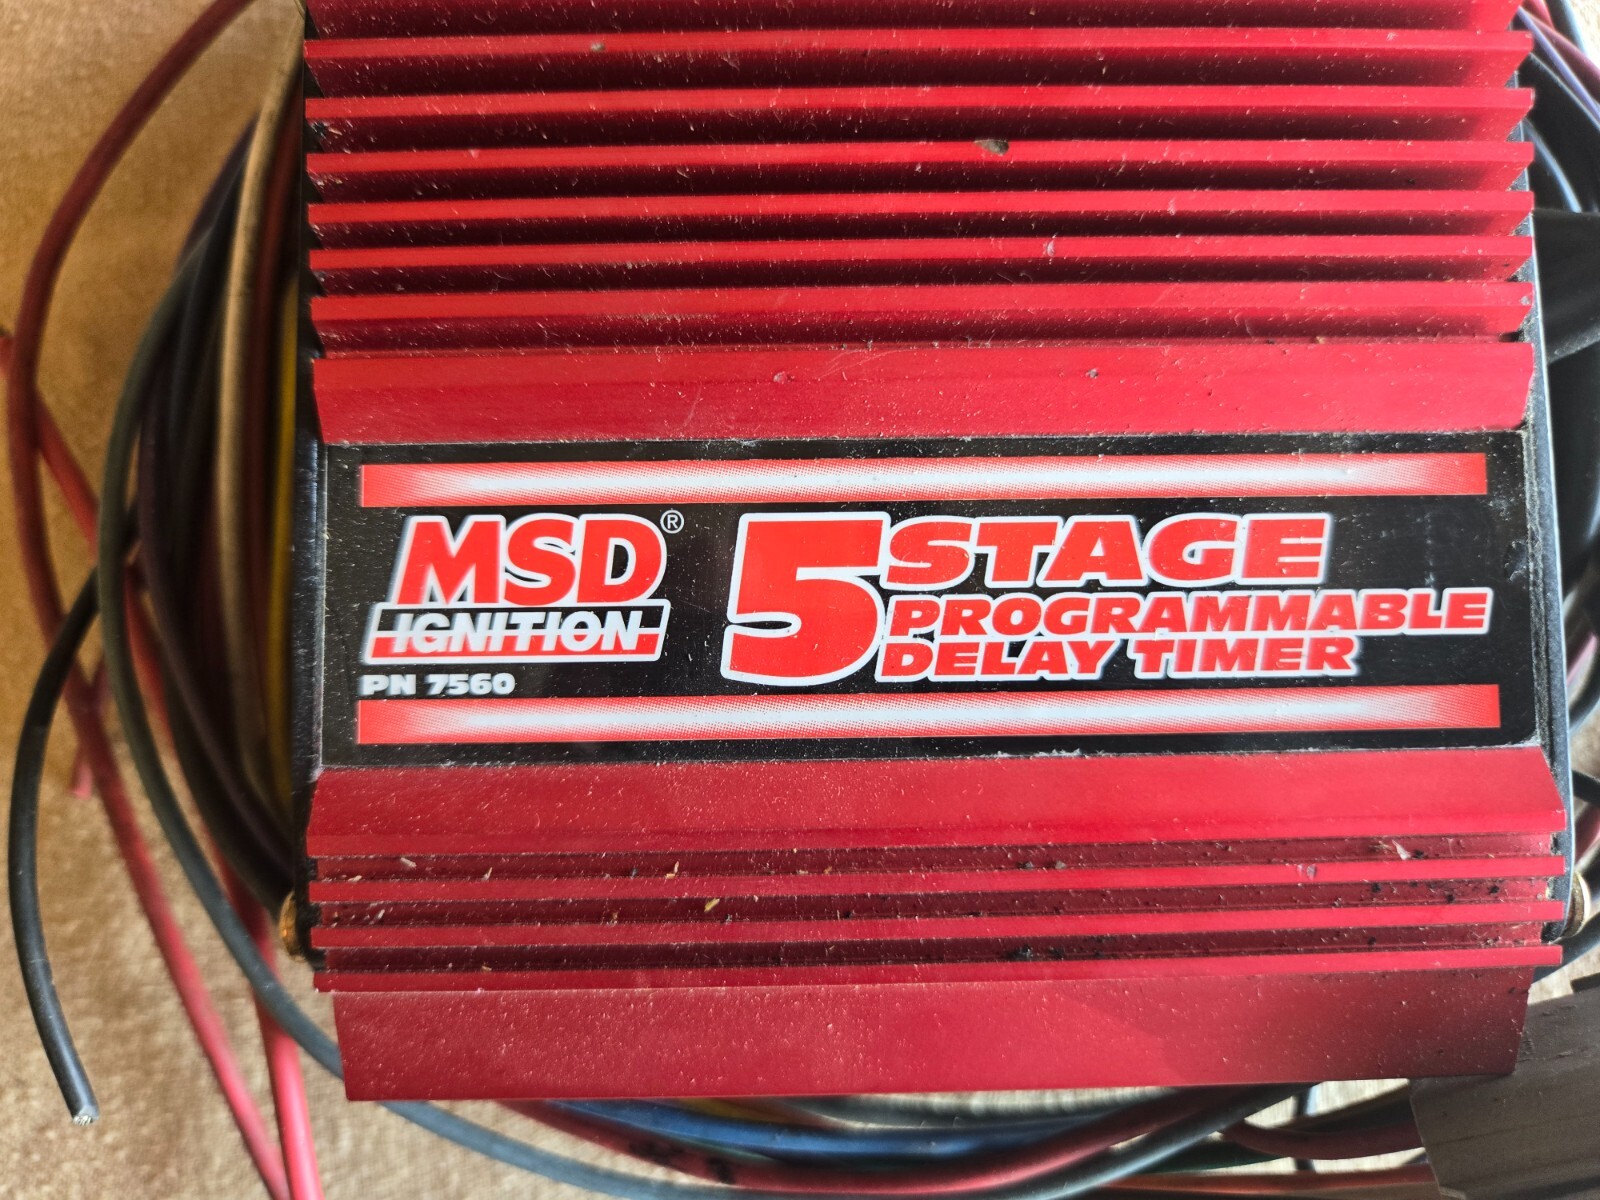 MSD®
IGNITION
PN 7560
5 STAGE
PROGRAMMABLE
DELAY TIMER